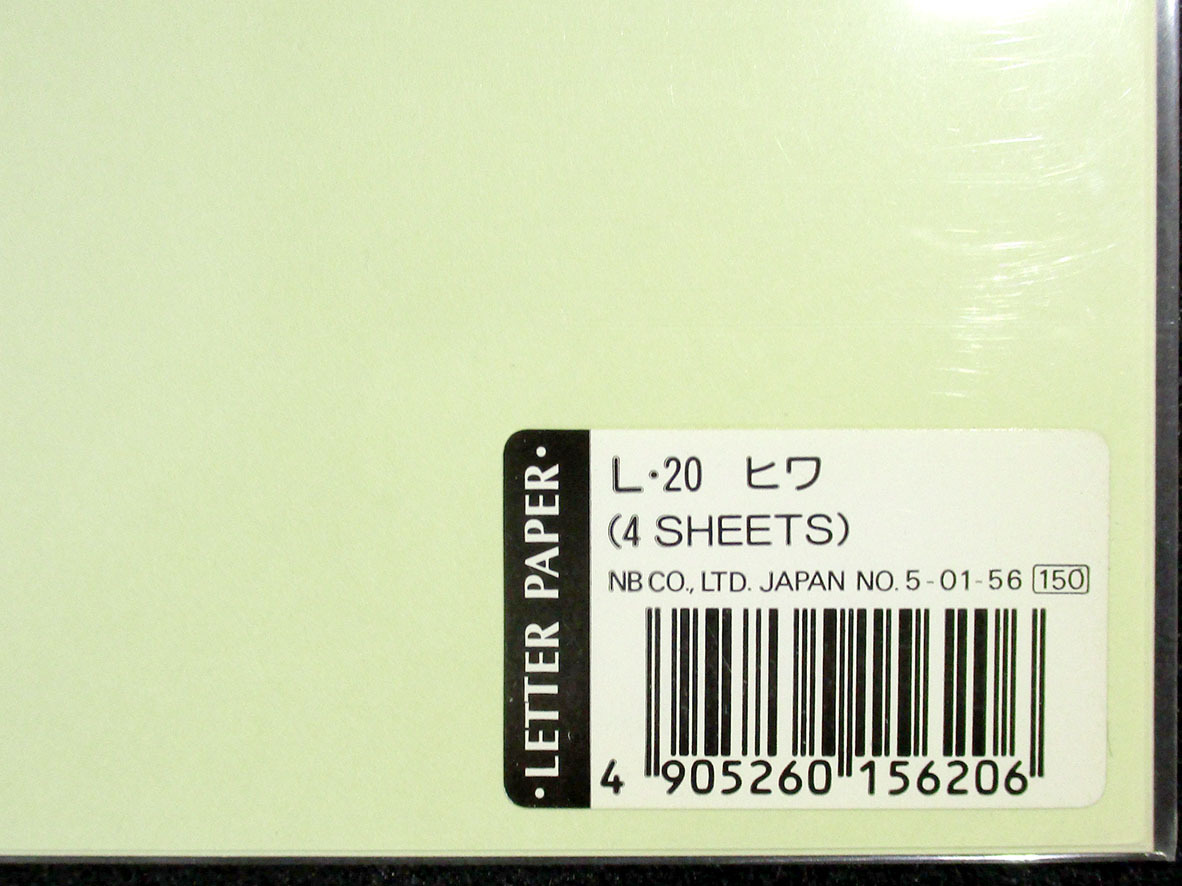 ・LETTER PAPER・
L・20 ヒワ
(4 SHEETS)
NB CO., LTD. JAPAN NO. 5-01-56 150
4 905260 156206